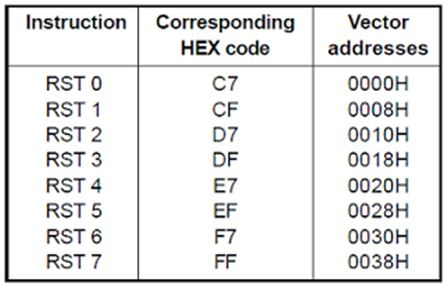 Instruction Corresponding HEX code Vector addresses
RST 0 C7 0000H
RST 1 CF 0008H
RST 2 D7 0010H
RST 3 DF 0018H
RST 4 E7 0020H
RST 5 EF 0028H
RST 6 F7 0030H
RST 7 FF 0038H